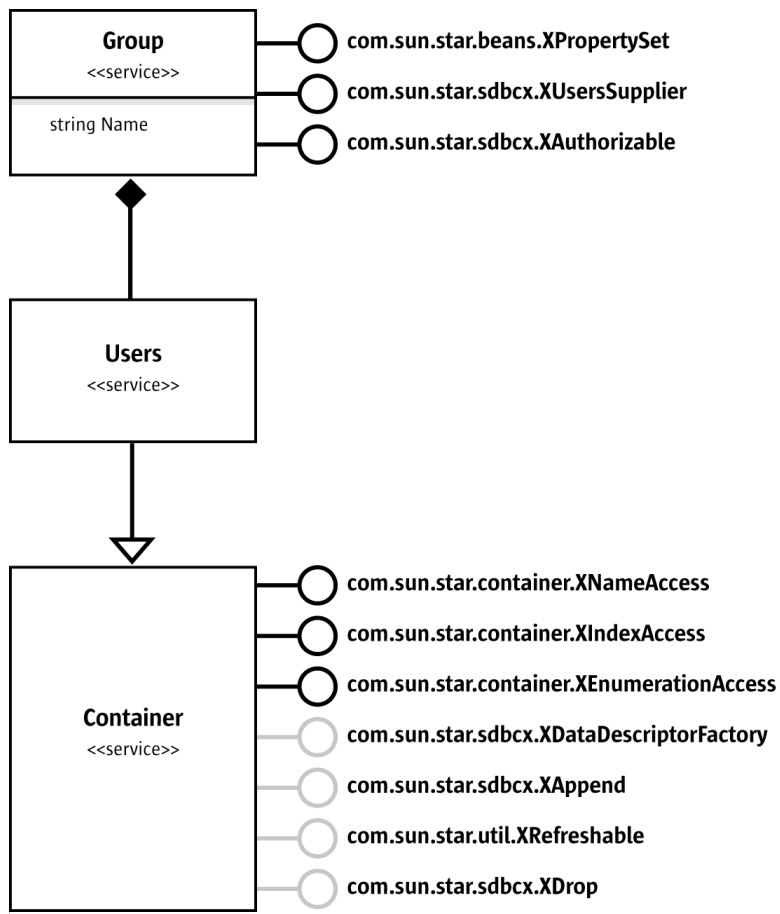 Group
<<service>>
string Name
com.sun.star.beans.XPropertySet
com.sun.star.sdbcx.XUsersSupplier
com.sun.star.sdbcx.XAuthorizable
Users
<<service>>
Container
<<service>>
com.sun.star.container.XNameAccess
com.sun.star.container.XIndexAccess
com.sun.star.container.XEnumerationAccess
com.sun.star.sdbcx.XDataDescriptorFactory
com.sun.star.sdbcx.XAppend
com.sun.star.util.XRefreshable
com.sun.star.sdbcx.XDrop